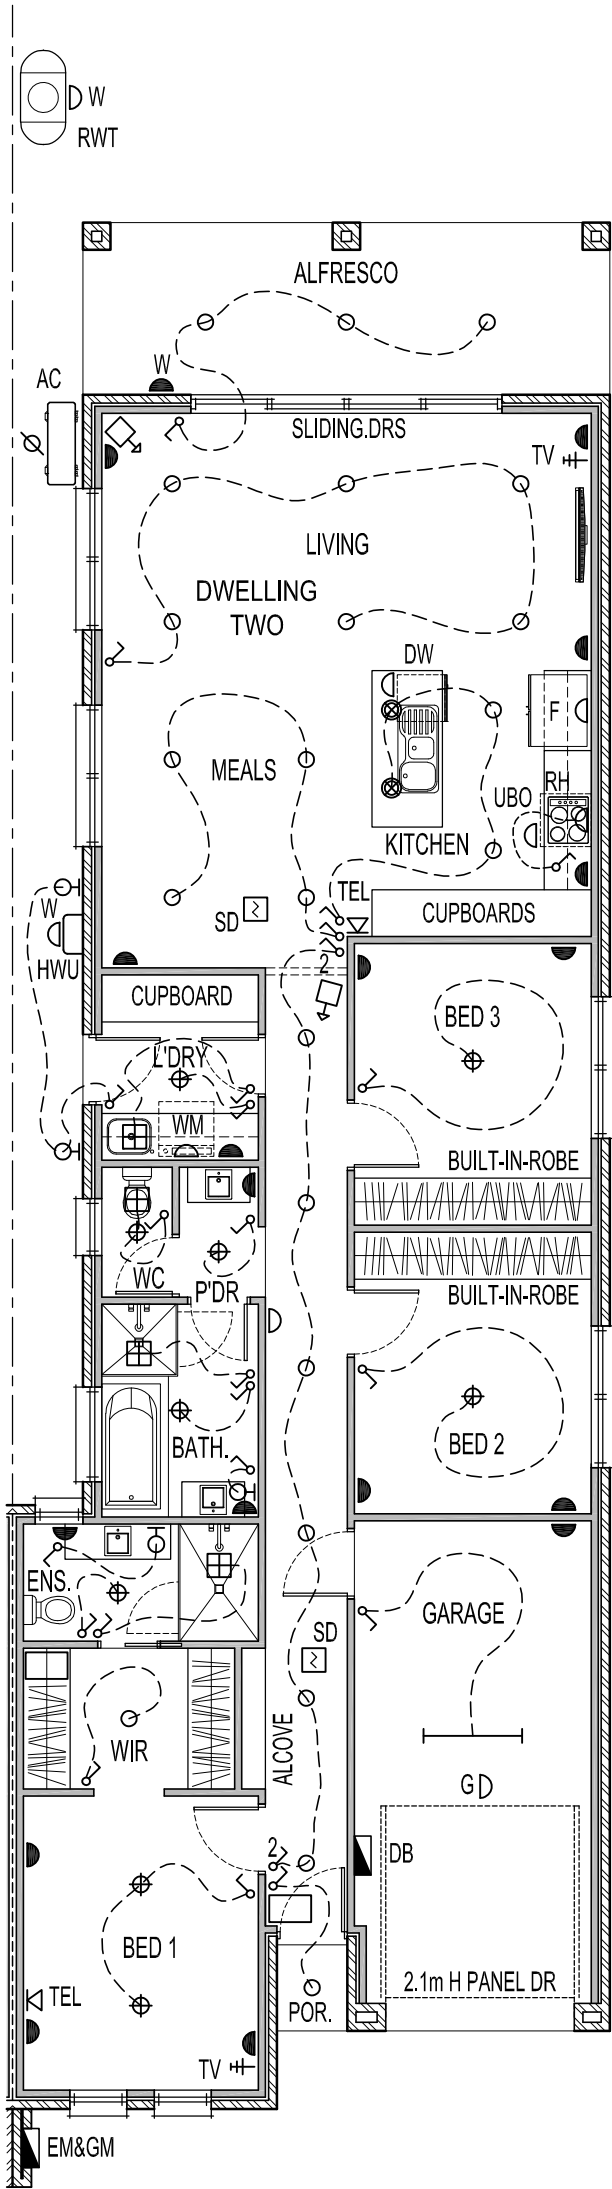 W
RWT
ALFRESCO
W
AC
SLIDING.DRS
TV
LIVING
DWELLING
TWO
DW
F
MEALS
UBO
RH
KITCHEN
TEL
W
SD
CUPBOARDS
2
HWU
CUPBOARD
BED 3
L'DRY
WM
BUILT-IN-ROBE
WC
P'DR
BUILT-IN-ROBE
BATH.
BED 2
ENS.
GARAGE
SD
WIR
ALCOVE
G
2
DB
BED 1
2.1m H PANEL DR
TEL
POR.
TV
EM&GM